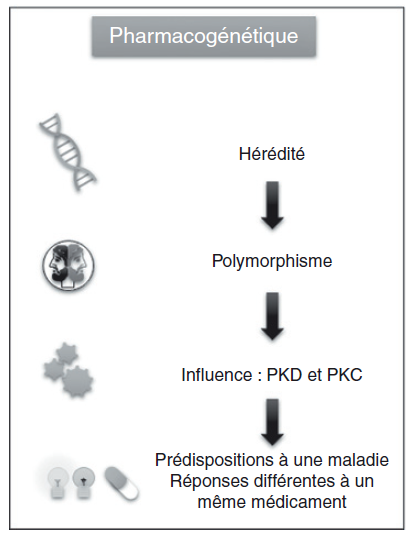 Pharmacogénétique
Hérédité
Polymorphisme
Influence : PKD et PKC
Prédispositions à une maladie
Réponses différentes à un
même médicament